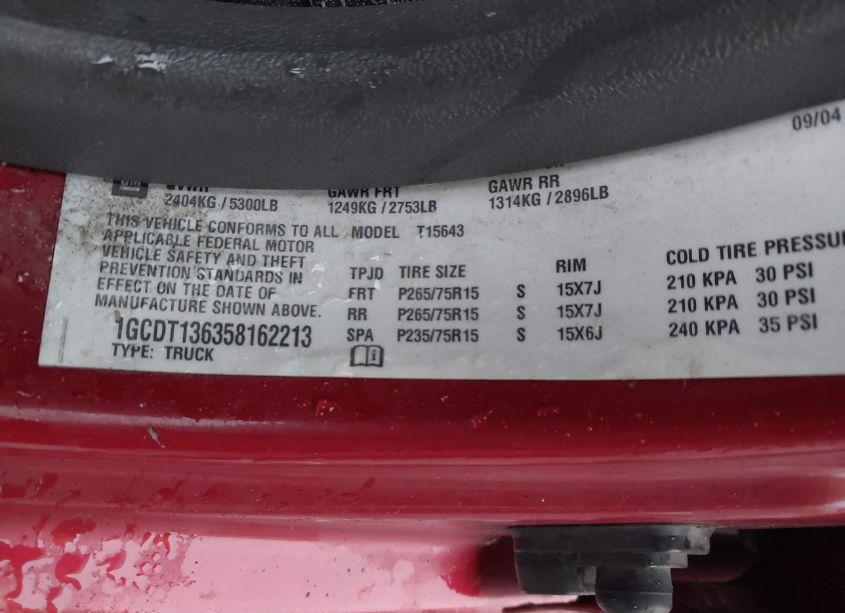 09/04
GM GVWR GAWR FRT GAWR RR
2404KG / 5300LB 1249KG / 2753LB 1314KG / 2896LB
THIS VEHICLE CONFORMS TO ALL
APPLICABLE FEDERAL MOTOR
VEHICLE SAFETY AND THEFT
PREVENTION STANDARDS IN
EFFECT ON THE DATE OF
MANUFACTURE SHOWN ABOVE.
1GCDT136358162213
TYPE: TRUCK
MODEL T15643
TPJD TIRE SIZE RIM COLD TIRE PRESSURE
FRT P265/75R15 S 15X7J 210 KPA 30 PSI
RR P265/75R15 S 15X7J 210 KPA 30 PSI
SPA P235/75R15 S 15X6J 240 KPA 35 PSI